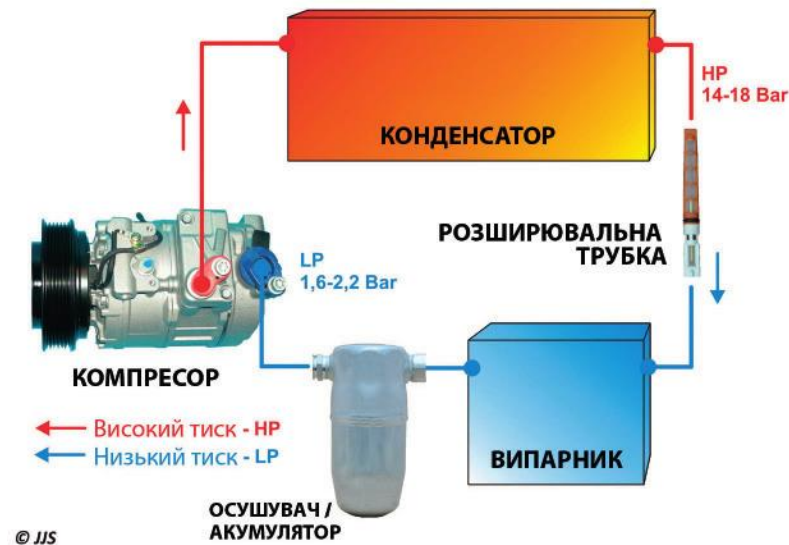 HP
14-18 Bar
КОНДЕНСАТОР
РОЗШИРЮВАЛЬНА
ТРУБКА
LP
1,6-2,2 Bar
КОМПРЕСОР
Високий тиск - HP
Низький тиск - LP
ВИПАРНИК
ОСУШУВАЧ /
АКУМУЛЯТОР
© JJS